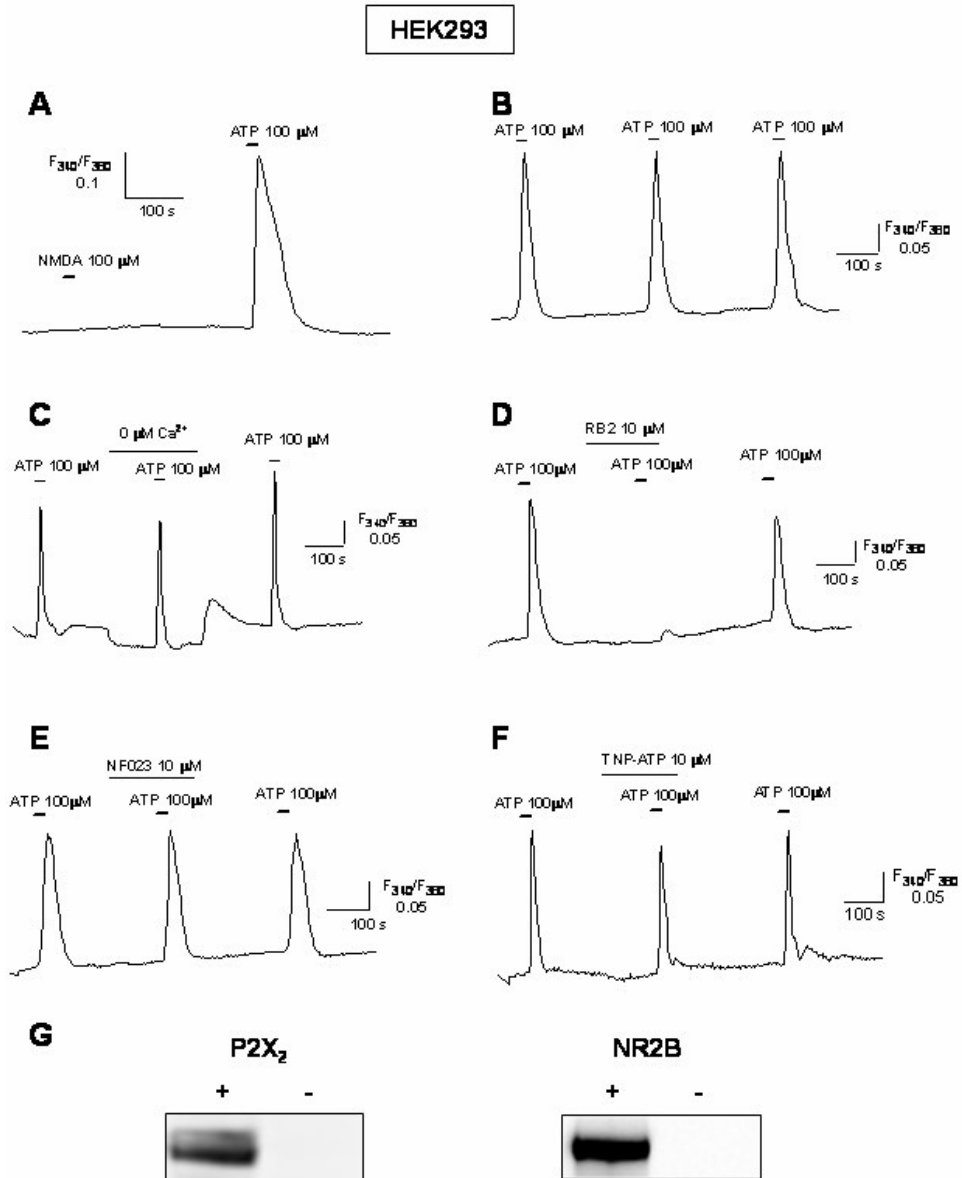 HEK293
A
ATP 100 μM
F340/F380
0.1
100 s
NMDA 100 μM
B
ATP 100 μM ATP 100 μM ATP 100 μM
F340/F380
0.05
100 s
C
0 μM Ca²⁺
ATP 100 μM
ATP 100 μM ATP 100 μM
F340/F380
0.05
100 s
D
RB2 10 μM
ATP 100μM ATP 100μM ATP 100μM
F340/F380
0.05
100 s
E
NF023 10 μM
ATP 100μM ATP 100μM ATP 100μM
F340/F380
0.05
100 s
F
TNP-ATP 10 μM
ATP 100μM ATP 100μM ATP 100μM
F340/F380
0.05
100 s
G
P2X₂ NR2B
+ - + -